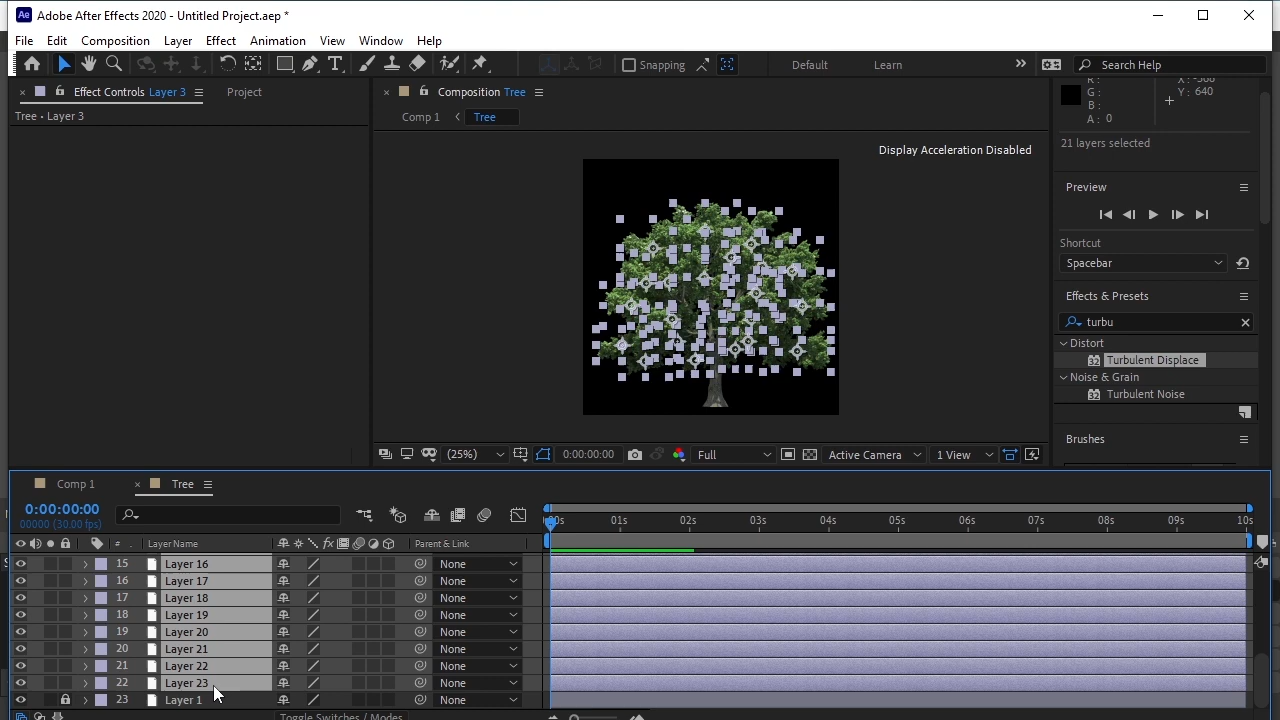 Adobe After Effects 2020 - Untitled Project.aep *
File Edit Composition Layer Effect Animation View Window Help
Snapping Default Learn Search Help
Effect Controls Layer 3 Project
Tree • Layer 3
Composition Tree
Comp 1 Tree
Display Acceleration Disabled
(25%) 0:00:00:00 Full Active Camera 1 View
R :
G :
B :
A : 0
Y : 640
21 layers selected
Preview
Shortcut
Spacebar
Effects & Presets
turbu
Distort
32 Turbulent Displace
Noise & Grain
32 Turbulent Noise
Brushes
Comp 1 Tree
0:00:00:00
00000 (30.00 fps)
:00s 01s 02s 03s 04s 05s 06s 07s 08s 09s 10s
# Layer Name fx Parent & Link
15 Layer 16 None
16 Layer 17 None
17 Layer 18 None
18 Layer 19 None
19 Layer 20 None
20 Layer 21 None
21 Layer 22 None
22 Layer 23 None
23 Layer 1 None
Toggle Switches / Modes